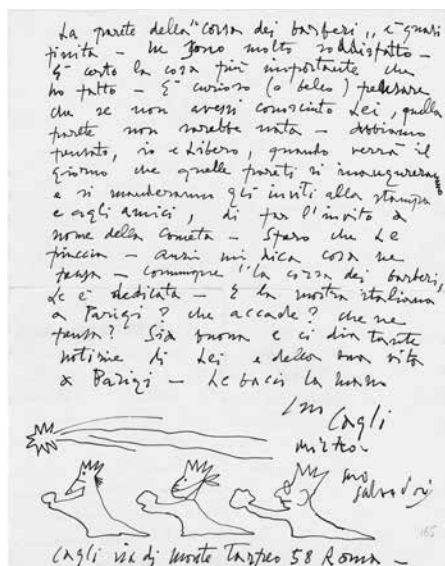 La parete della "corsa dei barberi,, è quasi
finita - Ne sono molto soddisfatto -
È certo la cosa più importante che
ho fatto - È curioso (o bello) pensare
che se non avessi conosciuto Lei, quella
parete non sarebbe nata - Abbiamo
pensato, io e Libero, quando verrà il
giorno che quelle pareti si inaugureranno
e si manderanno gli inviti alla stampa
e agli amici, di far l'invito a
nome della Cometa - Spero che Le
piaccia - anzi mi dica cosa ne
pensa - comunque "la corsa dei barberi,,
Le è dedicata - E la mostra italiana
a Parigi? che accade? che ne
pensa? Sia buona e ci dia tante
notizie di Lei e della sua vita
a Parigi - Le bacio la mano
Cagli
mirko
suo
Cagli via di Monte Tarpeo 58 Roma -
165